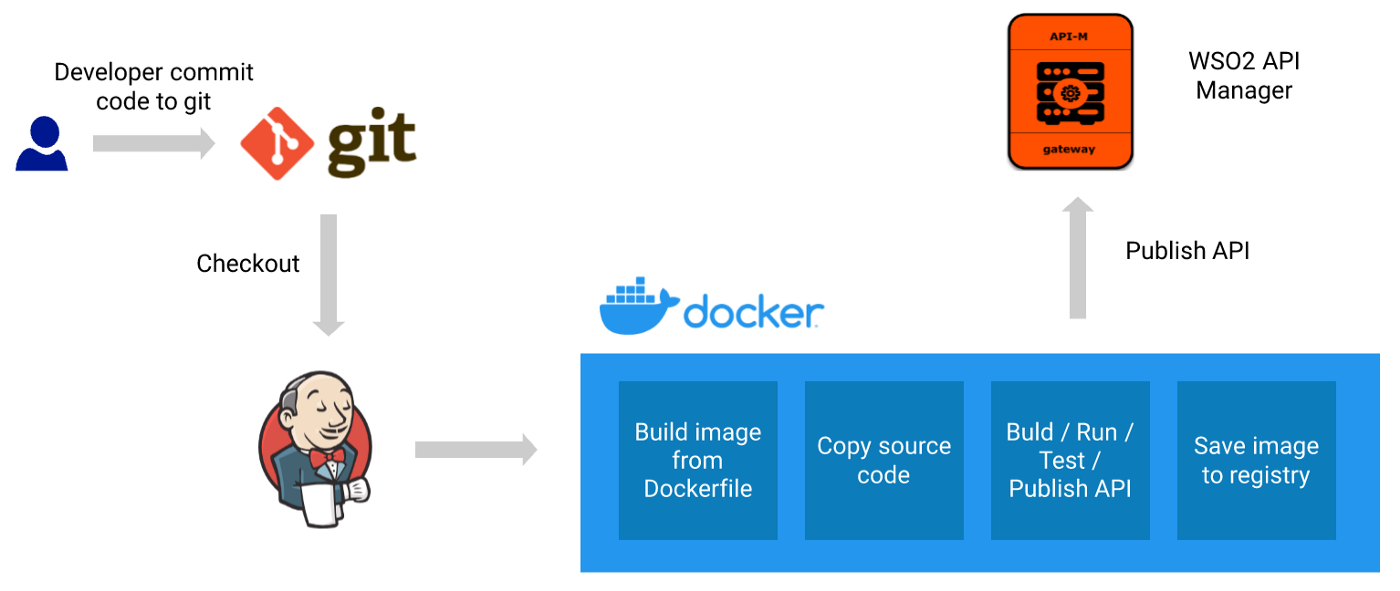 Developer commit
code to git
git
Checkout
API-M
gateway
WSO2 API
Manager
Publish API
docker
Build image
from
Dockerfile
Copy source
code
Buld / Run /
Test /
Publish API
Save image
to registry